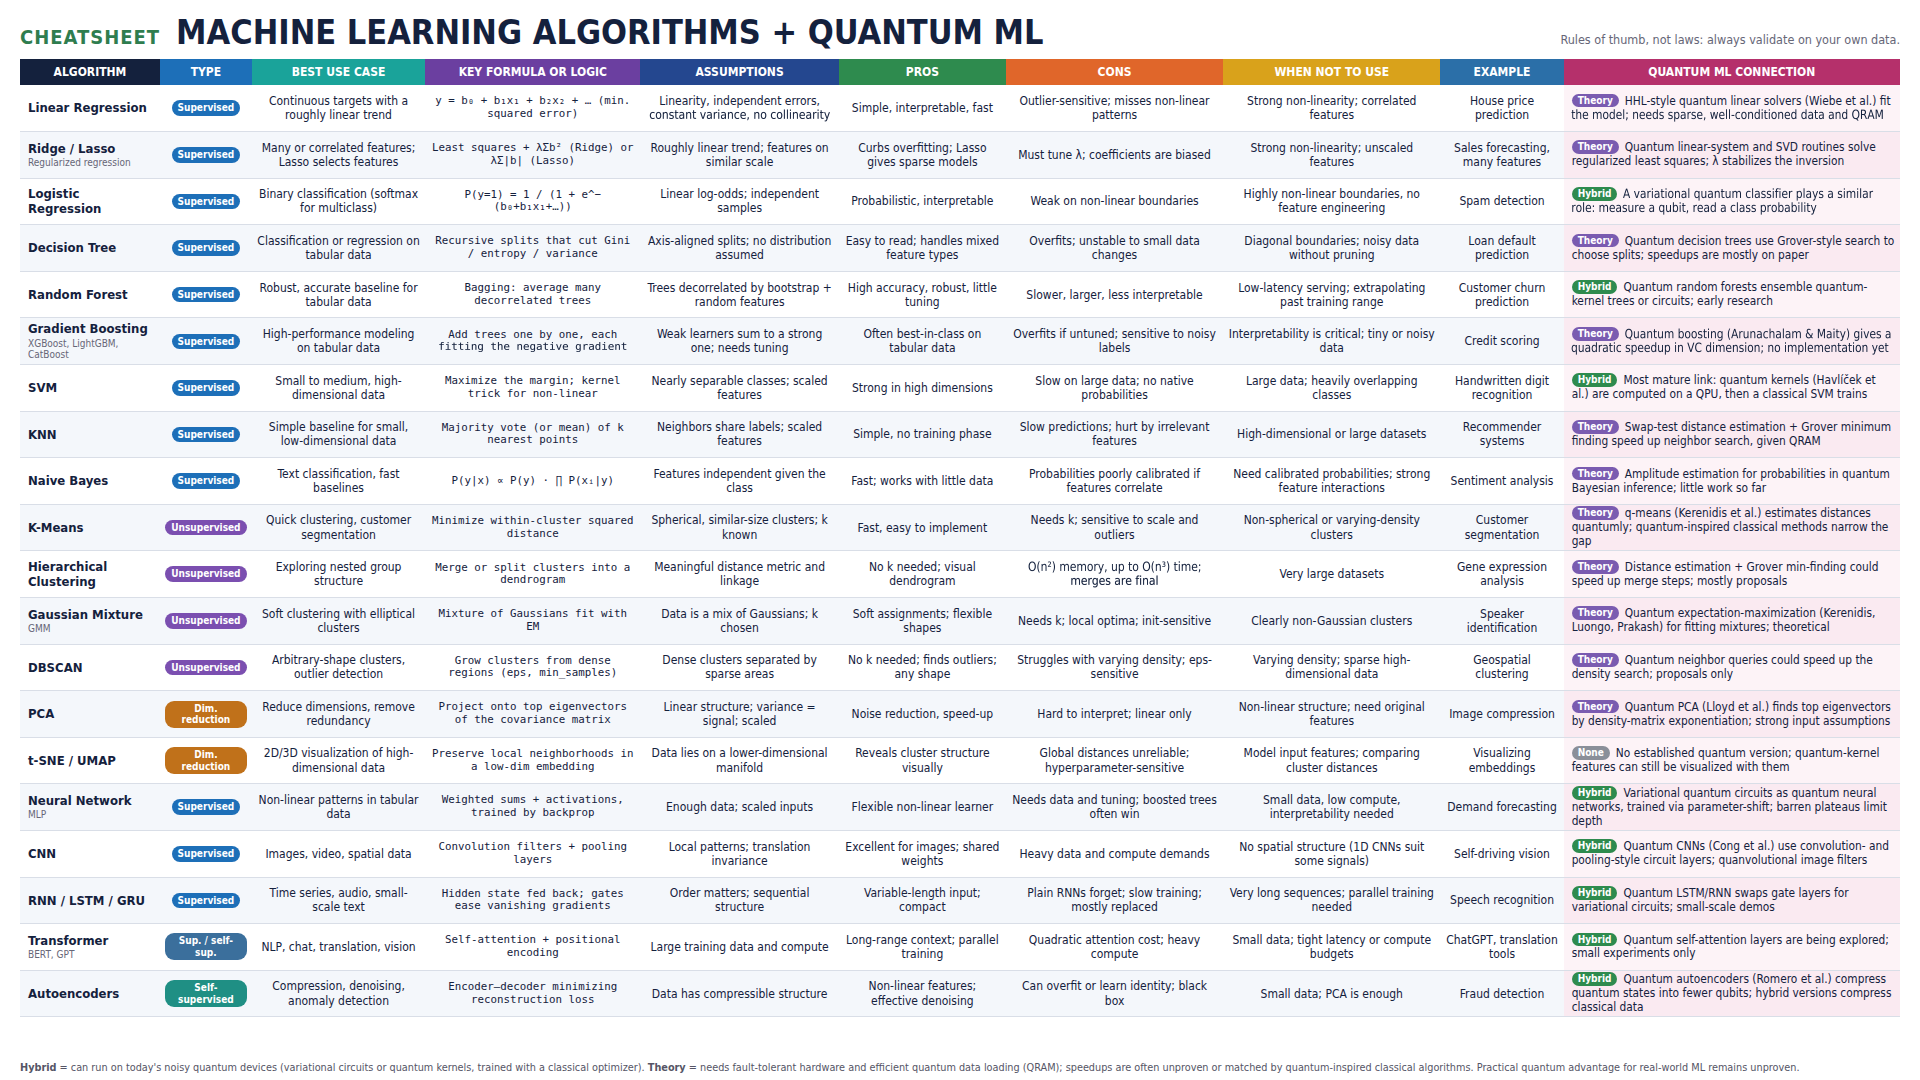 CHEATSHEET MACHINE LEARNING ALGORITHMS + QUANTUM ML
Rules of thumb, not laws: always validate on your own data.
ALGORITHM TYPE BEST USE CASE KEY FORMULA OR LOGIC ASSUMPTIONS PROS CONS WHEN NOT TO USE EXAMPLE QUANTUM ML CONNECTION
Linear Regression
Supervised
Continuous targets with a
roughly linear trend
y = b₀ + b₁x₁ + b₂x₂ + … (min.
squared error)
Linearity, independent errors,
constant variance, no collinearity
Simple, interpretable, fast
Outlier-sensitive; misses non-linear
patterns
Strong non-linearity; correlated
features
House price
prediction
Theory HHL-style quantum linear solvers (Wiebe et al.) fit
the model; needs sparse, well-conditioned data and QRAM
Ridge / Lasso
Regularized regression
Supervised
Many or correlated features;
Lasso selects features
Least squares + λΣb² (Ridge) or
λΣ|b| (Lasso)
Roughly linear trend; features on
similar scale
Curbs overfitting; Lasso
gives sparse models
Must tune λ; coefficients are biased
Strong non-linearity; unscaled
features
Sales forecasting,
many features
Theory Quantum linear-system and SVD routines solve
regularized least squares; λ stabilizes the inversion
Logistic
Regression
Supervised
Binary classification (softmax
for multiclass)
P(y=1) = 1 / (1 + e^−
(b₀+b₁x₁+…))
Linear log-odds; independent
samples
Probabilistic, interpretable
Weak on non-linear boundaries
Highly non-linear boundaries, no
feature engineering
Spam detection
Hybrid A variational quantum classifier plays a similar
role: measure a qubit, read a class probability
Decision Tree
Supervised
Classification or regression on
tabular data
Recursive splits that cut Gini
/ entropy / variance
Axis-aligned splits; no distribution
assumed
Easy to read; handles mixed
feature types
Overfits; unstable to small data
changes
Diagonal boundaries; noisy data
without pruning
Loan default
prediction
Theory Quantum decision trees use Grover-style search to
choose splits; speedups are mostly on paper
Random Forest
Supervised
Robust, accurate baseline for
tabular data
Bagging: average many
decorrelated trees
Trees decorrelated by bootstrap +
random features
High accuracy, robust, little
tuning
Slower, larger, less interpretable
Low-latency serving; extrapolating
past training range
Customer churn
prediction
Hybrid Quantum random forests ensemble quantum-
kernel trees or circuits; early research
Gradient Boosting
XGBoost, LightGBM,
CatBoost
Supervised
High-performance modeling
on tabular data
Add trees one by one, each
fitting the negative gradient
Weak learners sum to a strong
one; needs tuning
Often best-in-class on
tabular data
Overfits if untuned; sensitive to noisy
labels
Interpretability is critical; tiny or noisy
data
Credit scoring
Theory Quantum boosting (Arunachalam & Maity) gives a
quadratic speedup in VC dimension; no implementation yet
SVM
Supervised
Small to medium, high-
dimensional data
Maximize the margin; kernel
trick for non-linear
Nearly separable classes; scaled
features
Strong in high dimensions
Slow on large data; no native
probabilities
Large data; heavily overlapping
classes
Handwritten digit
recognition
Hybrid Most mature link: quantum kernels (Havlíček et
al.) are computed on a QPU, then a classical SVM trains
KNN
Supervised
Simple baseline for small,
low-dimensional data
Majority vote (or mean) of k
nearest points
Neighbors share labels; scaled
features
Simple, no training phase
Slow predictions; hurt by irrelevant
features
High-dimensional or large datasets
Recommender
systems
Theory Swap-test distance estimation + Grover minimum
finding speed up neighbor search, given QRAM
Naive Bayes
Supervised
Text classification, fast
baselines
P(y|x) ∝ P(y) · ∏ P(xᵢ|y)
Features independent given the
class
Fast; works with little data
Probabilities poorly calibrated if
features correlate
Need calibrated probabilities; strong
feature interactions
Sentiment analysis
Theory Amplitude estimation for probabilities in quantum
Bayesian inference; little work so far
K-Means
Unsupervised
Quick clustering, customer
segmentation
Minimize within-cluster squared
distance
Spherical, similar-size clusters; k
known
Fast, easy to implement
Needs k; sensitive to scale and
outliers
Non-spherical or varying-density
clusters
Customer
segmentation
Theory q-means (Kerenidis et al.) estimates distances
quantumly; quantum-inspired classical methods narrow the
gap
Hierarchical
Clustering
Unsupervised
Exploring nested group
structure
Merge or split clusters into a
dendrogram
Meaningful distance metric and
linkage
No k needed; visual
dendrogram
O(n²) memory, up to O(n³) time;
merges are final
Very large datasets
Gene expression
analysis
Theory Distance estimation + Grover min-finding could
speed up merge steps; mostly proposals
Gaussian Mixture
GMM
Unsupervised
Soft clustering with elliptical
clusters
Mixture of Gaussians fit with
EM
Data is a mix of Gaussians; k
chosen
Soft assignments; flexible
shapes
Needs k; local optima; init-sensitive
Clearly non-Gaussian clusters
Speaker
identification
Theory Quantum expectation-maximization (Kerenidis,
Luongo, Prakash) for fitting mixtures; theoretical
DBSCAN
Unsupervised
Arbitrary-shape clusters,
outlier detection
Grow clusters from dense
regions (eps, min_samples)
Dense clusters separated by
sparse areas
No k needed; finds outliers;
any shape
Struggles with varying density; eps-
sensitive
Varying density; sparse high-
dimensional data
Geospatial
clustering
Theory Quantum neighbor queries could speed up the
density search; proposals only
PCA
Dim.
reduction
Reduce dimensions, remove
redundancy
Project onto top eigenvectors
of the covariance matrix
Linear structure; variance =
signal; scaled
Noise reduction, speed-up
Hard to interpret; linear only
Non-linear structure; need original
features
Image compression
Theory Quantum PCA (Lloyd et al.) finds top eigenvectors
by density-matrix exponentiation; strong input assumptions
t-SNE / UMAP
Dim.
reduction
2D/3D visualization of high-
dimensional data
Preserve local neighborhoods in
a low-dim embedding
Data lies on a lower-dimensional
manifold
Reveals cluster structure
visually
Global distances unreliable;
hyperparameter-sensitive
Model input features; comparing
cluster distances
Visualizing
embeddings
None No established quantum version; quantum-kernel
features can still be visualized with them
Neural Network
MLP
Supervised
Non-linear patterns in tabular
data
Weighted sums + activations,
trained by backprop
Enough data; scaled inputs
Flexible non-linear learner
Needs data and tuning; boosted trees
often win
Small data, low compute,
interpretability needed
Demand forecasting
Hybrid Variational quantum circuits as quantum neural
networks, trained via parameter-shift; barren plateaus limit
depth
CNN
Supervised
Images, video, spatial data
Convolution filters + pooling
layers
Local patterns; translation
invariance
Excellent for images; shared
weights
Heavy data and compute demands
No spatial structure (1D CNNs suit
some signals)
Self-driving vision
Hybrid Quantum CNNs (Cong et al.) use convolution- and
pooling-style circuit layers; quanvolutional image filters
RNN / LSTM / GRU
Supervised
Time series, audio, small-
scale text
Hidden state fed back; gates
ease vanishing gradients
Order matters; sequential
structure
Variable-length input;
compact
Plain RNNs forget; slow training;
mostly replaced
Very long sequences; parallel training
needed
Speech recognition
Hybrid Quantum LSTM/RNN swaps gate layers for
variational circuits; small-scale demos
Transformer
BERT, GPT
Sup. / self-
sup.
NLP, chat, translation, vision
Self-attention + positional
encoding
Large training data and compute
Long-range context; parallel
training
Quadratic attention cost; heavy
compute
Small data; tight latency or compute
budgets
ChatGPT, translation
tools
Hybrid Quantum self-attention layers are being explored;
small experiments only
Autoencoders
Self-
supervised
Compression, denoising,
anomaly detection
Encoder–decoder minimizing
reconstruction loss
Data has compressible structure
Non-linear features;
effective denoising
Can overfit or learn identity; black
box
Small data; PCA is enough
Fraud detection
Hybrid Quantum autoencoders (Romero et al.) compress
quantum states into fewer qubits; hybrid versions compress
classical data
Hybrid = can run on today's noisy quantum devices (variational circuits or quantum kernels, trained with a classical optimizer). Theory = needs fault-tolerant hardware and efficient quantum data loading (QRAM); speedups are often unproven or matched by quantum-inspired classical algorithms. Practical quantum advantage for real-world ML remains unproven.